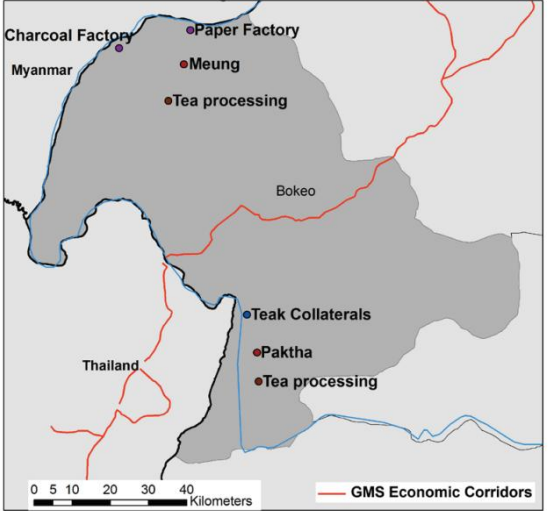 Paper Factory
Charcoal Factory
Meung
Myanmar
Tea processing
Bokeo
Teak Collaterals
Paktha
Thailand
Tea processing
0 5 10 20 30 40
Kilometers
GMS Economic Corridors